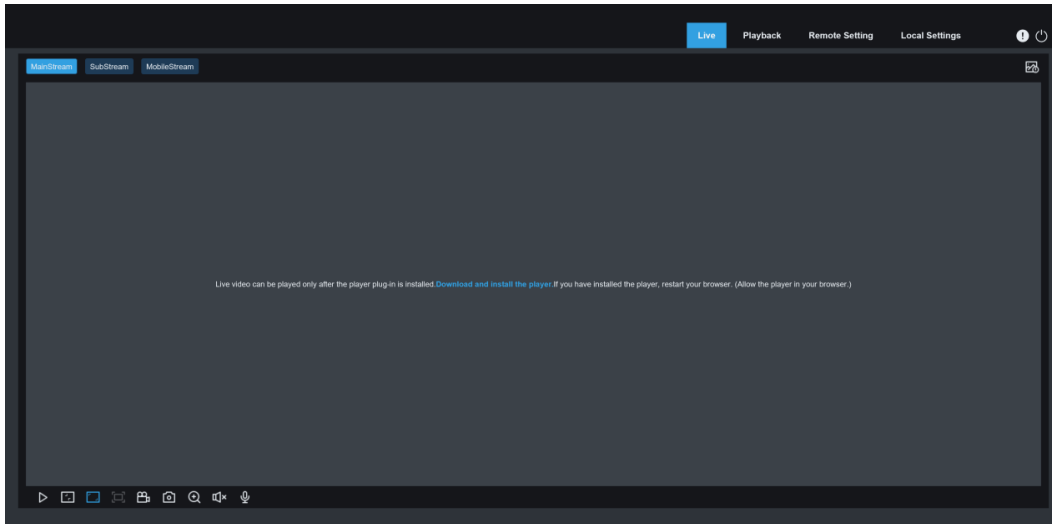 Live Playback Remote Setting Local Settings
MainStream SubStream MobileStream
Live video can be played only after the player plug-in is installed.Download and install the player.If you have installed the player, restart your browser. (Allow the player in your browser.)